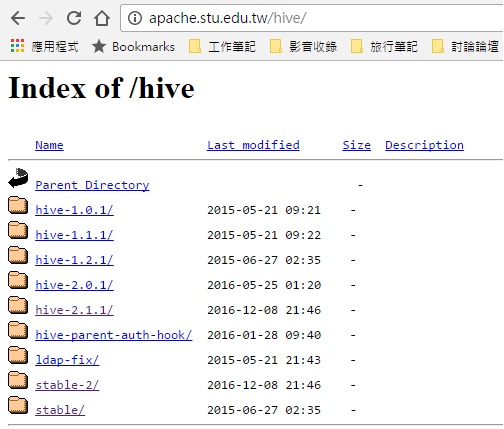 apache.stu.edu.tw/hive/
應用程式 Bookmarks 工作筆記 影音收錄 旅行筆記 討論論壇
Index of /hive
Name Last modified Size Description
Parent Directory -
hive-1.0.1/ 2015-05-21 09:21 -
hive-1.1.1/ 2015-05-21 09:22 -
hive-1.2.1/ 2015-06-27 02:35 -
hive-2.0.1/ 2016-05-25 01:20 -
hive-2.1.1/ 2016-12-08 21:46 -
hive-parent-auth-hook/ 2016-01-28 09:40 -
ldap-fix/ 2015-05-21 21:43 -
stable-2/ 2016-12-08 21:46 -
stable/ 2015-06-27 02:35 -